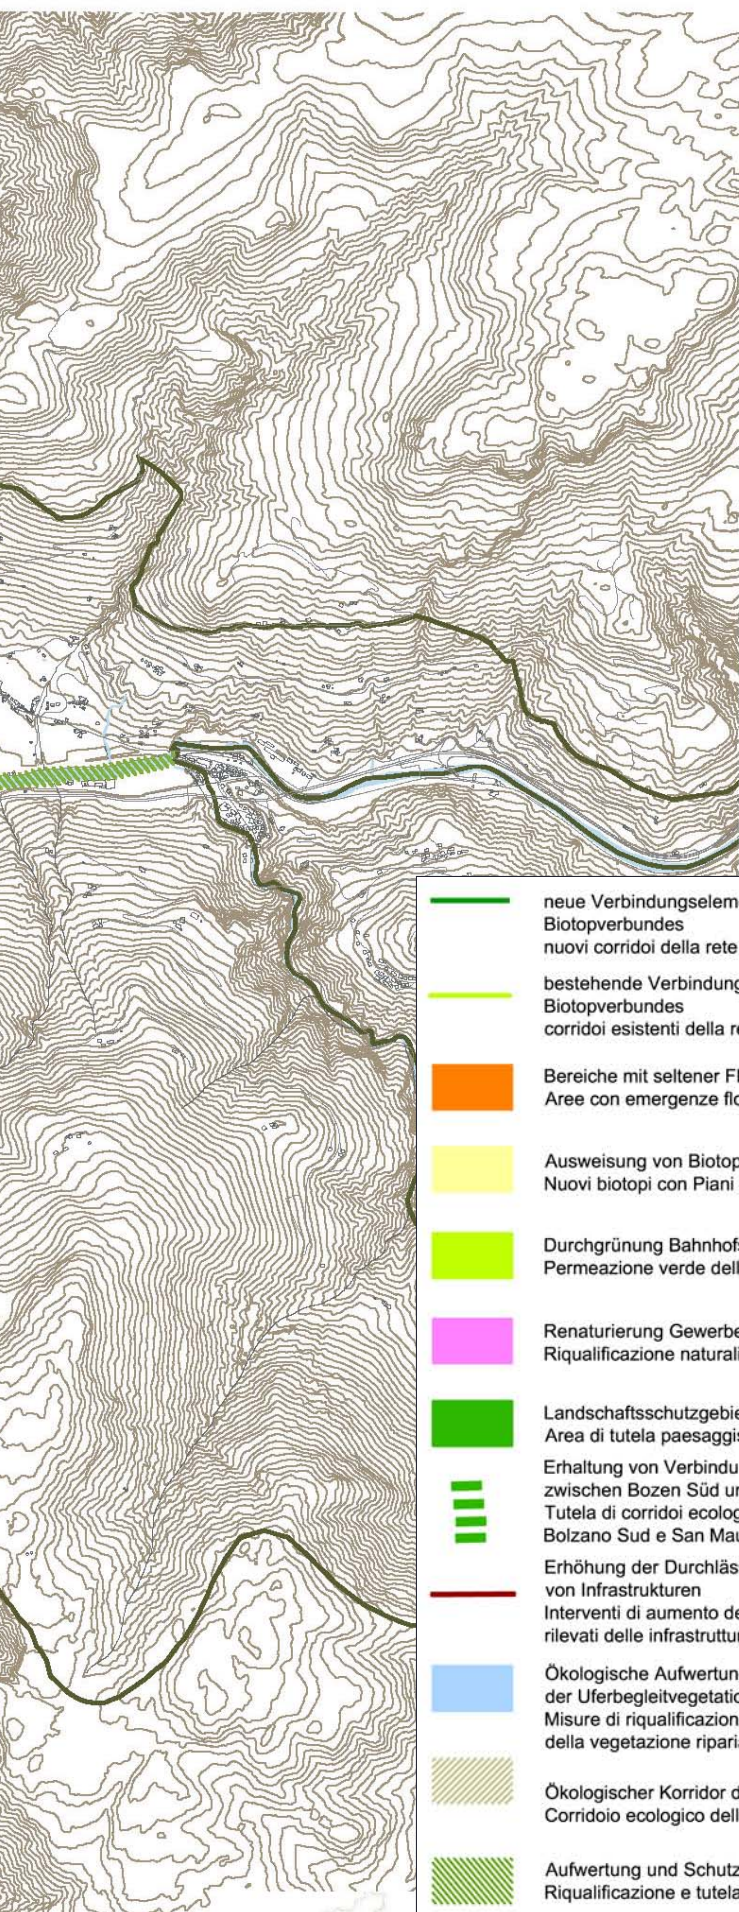 neue Verbindungselem
Biotopverbundes
nuovi corridoi della rete
bestehende Verbindung
Biotopverbundes
corridoi esistenti della re
Bereiche mit seltener Fl
Aree con emergenze flo
Ausweisung von Biotop
Nuovi biotopi con Piani
Durchgrünung Bahnhofs
Permeazione verde dell
Renaturierung Gewerbe
Riqualificazione naturali
Landschaftsschutzgebie
Area di tutela paesaggis
Erhaltung von Verbindu
zwischen Bozen Süd un
Tutela di corridoi ecolog
Bolzano Sud e San Mau
Erhöhung der Durchläss
von Infrastrukturen
Interventi di aumento de
rilevati delle infrastruttur
Ökologische Aufwertun
der Uferbegleitvegetatio
Misure di riqualificazion
della vegetazione riparia
Ökologischer Korridor d
Corridoio ecologico dell
Aufwertung und Schutz
Riqualificazione e tutela